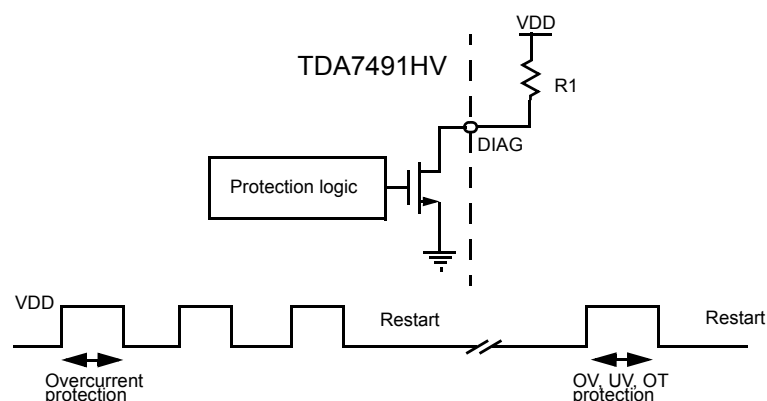 VDD
TDA7491HV
R1
DIAG
Protection logic
VDD
Restart
Restart
Overcurrent
protection
OV, UV, OT
protection